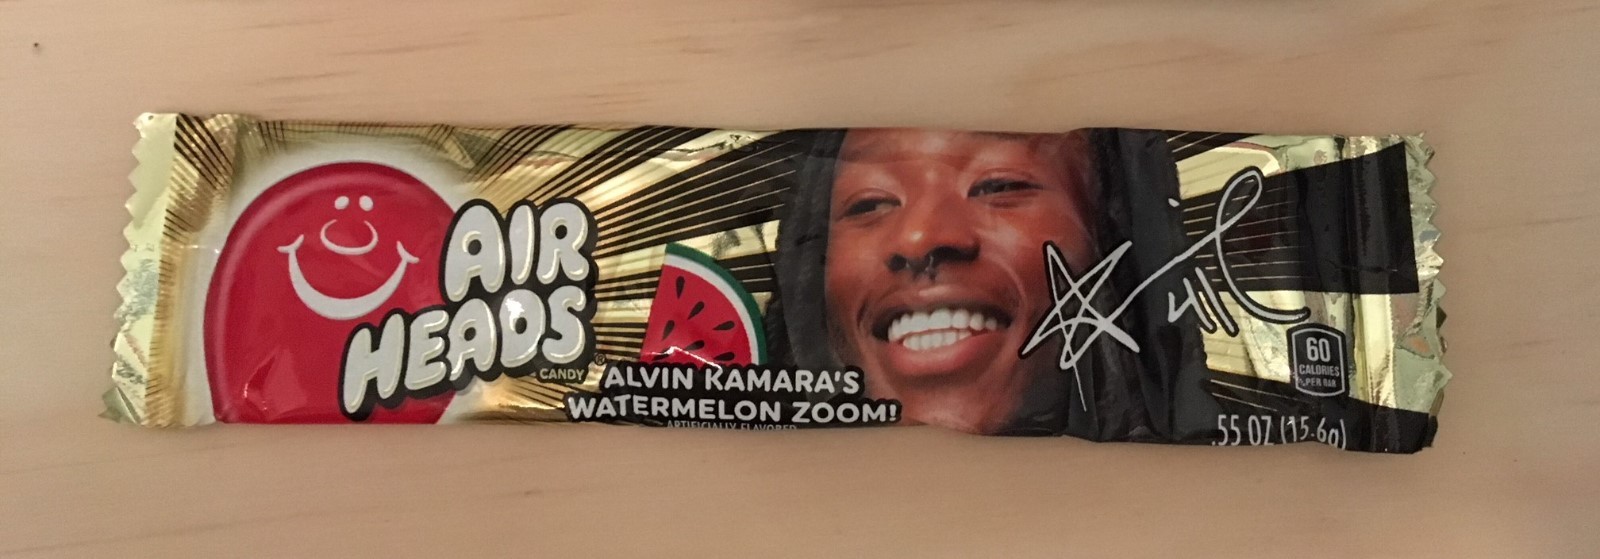 AIR
HEADS
®
CANDY
ALVIN KAMARA'S
WATERMELON ZOOM!
ARTIFICIALLY FLAVORED
60
CALORIES
PER BAR
.55 OZ (15.6g)